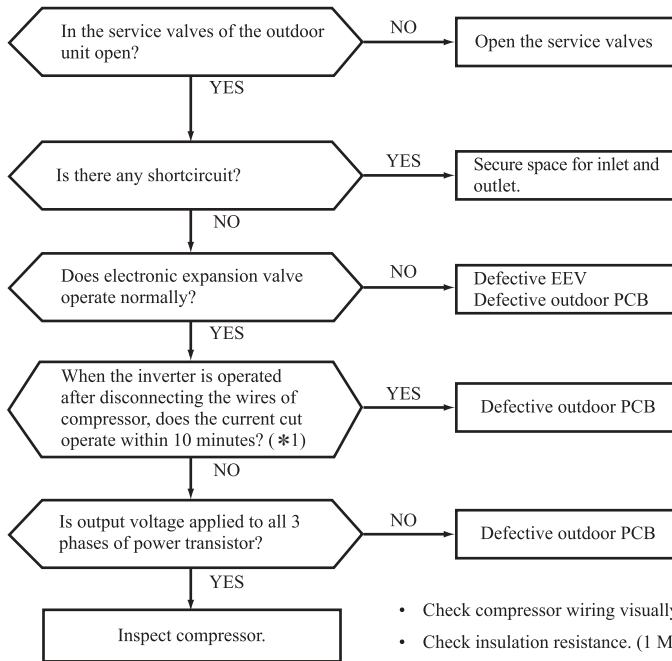 In the service valves of the outdoor
unit open?
NO
Open the service valves
YES
Is there any shortcircuit?
YES
Secure space for inlet and
outlet.
NO
Does electronic expansion valve
operate normally?
NO
Defective EEV
Defective outdoor PCB
YES
When the inverter is operated
after disconnecting the wires of
compressor, does the current cut
operate within 10 minutes? (∗1)
YES
Defective outdoor PCB
NO
Is output voltage applied to all 3
phases of power transistor?
NO
Defective outdoor PCB
YES
Inspect compressor.
• Check compressor wiring visually
• Check insulation resistance. (1 M